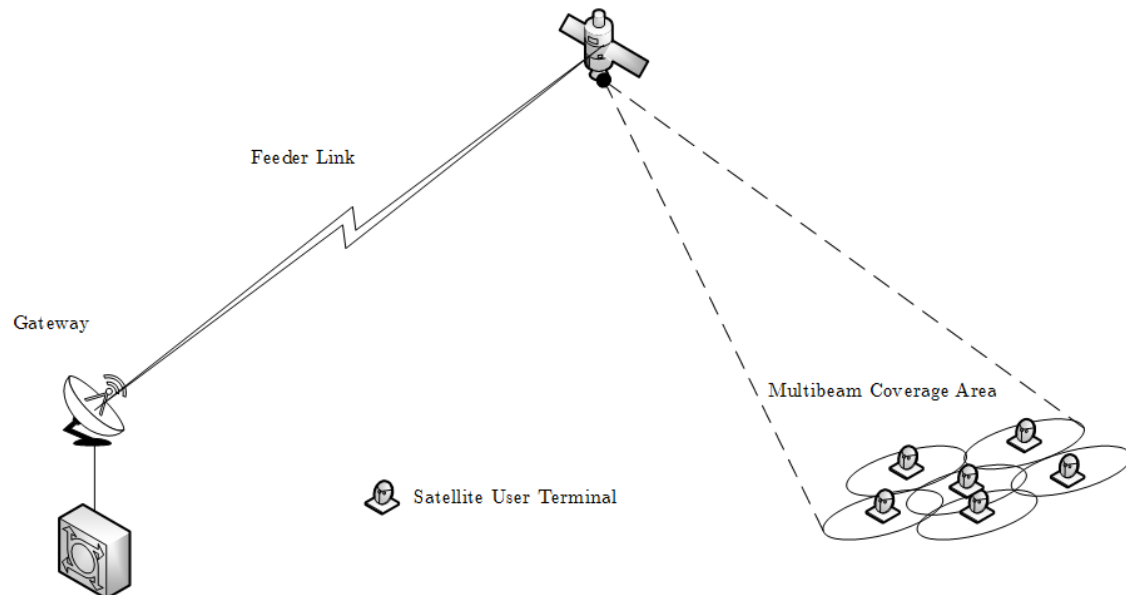 Feeder Link
Gateway
Multibeam Coverage Area
Satellite User Terminal